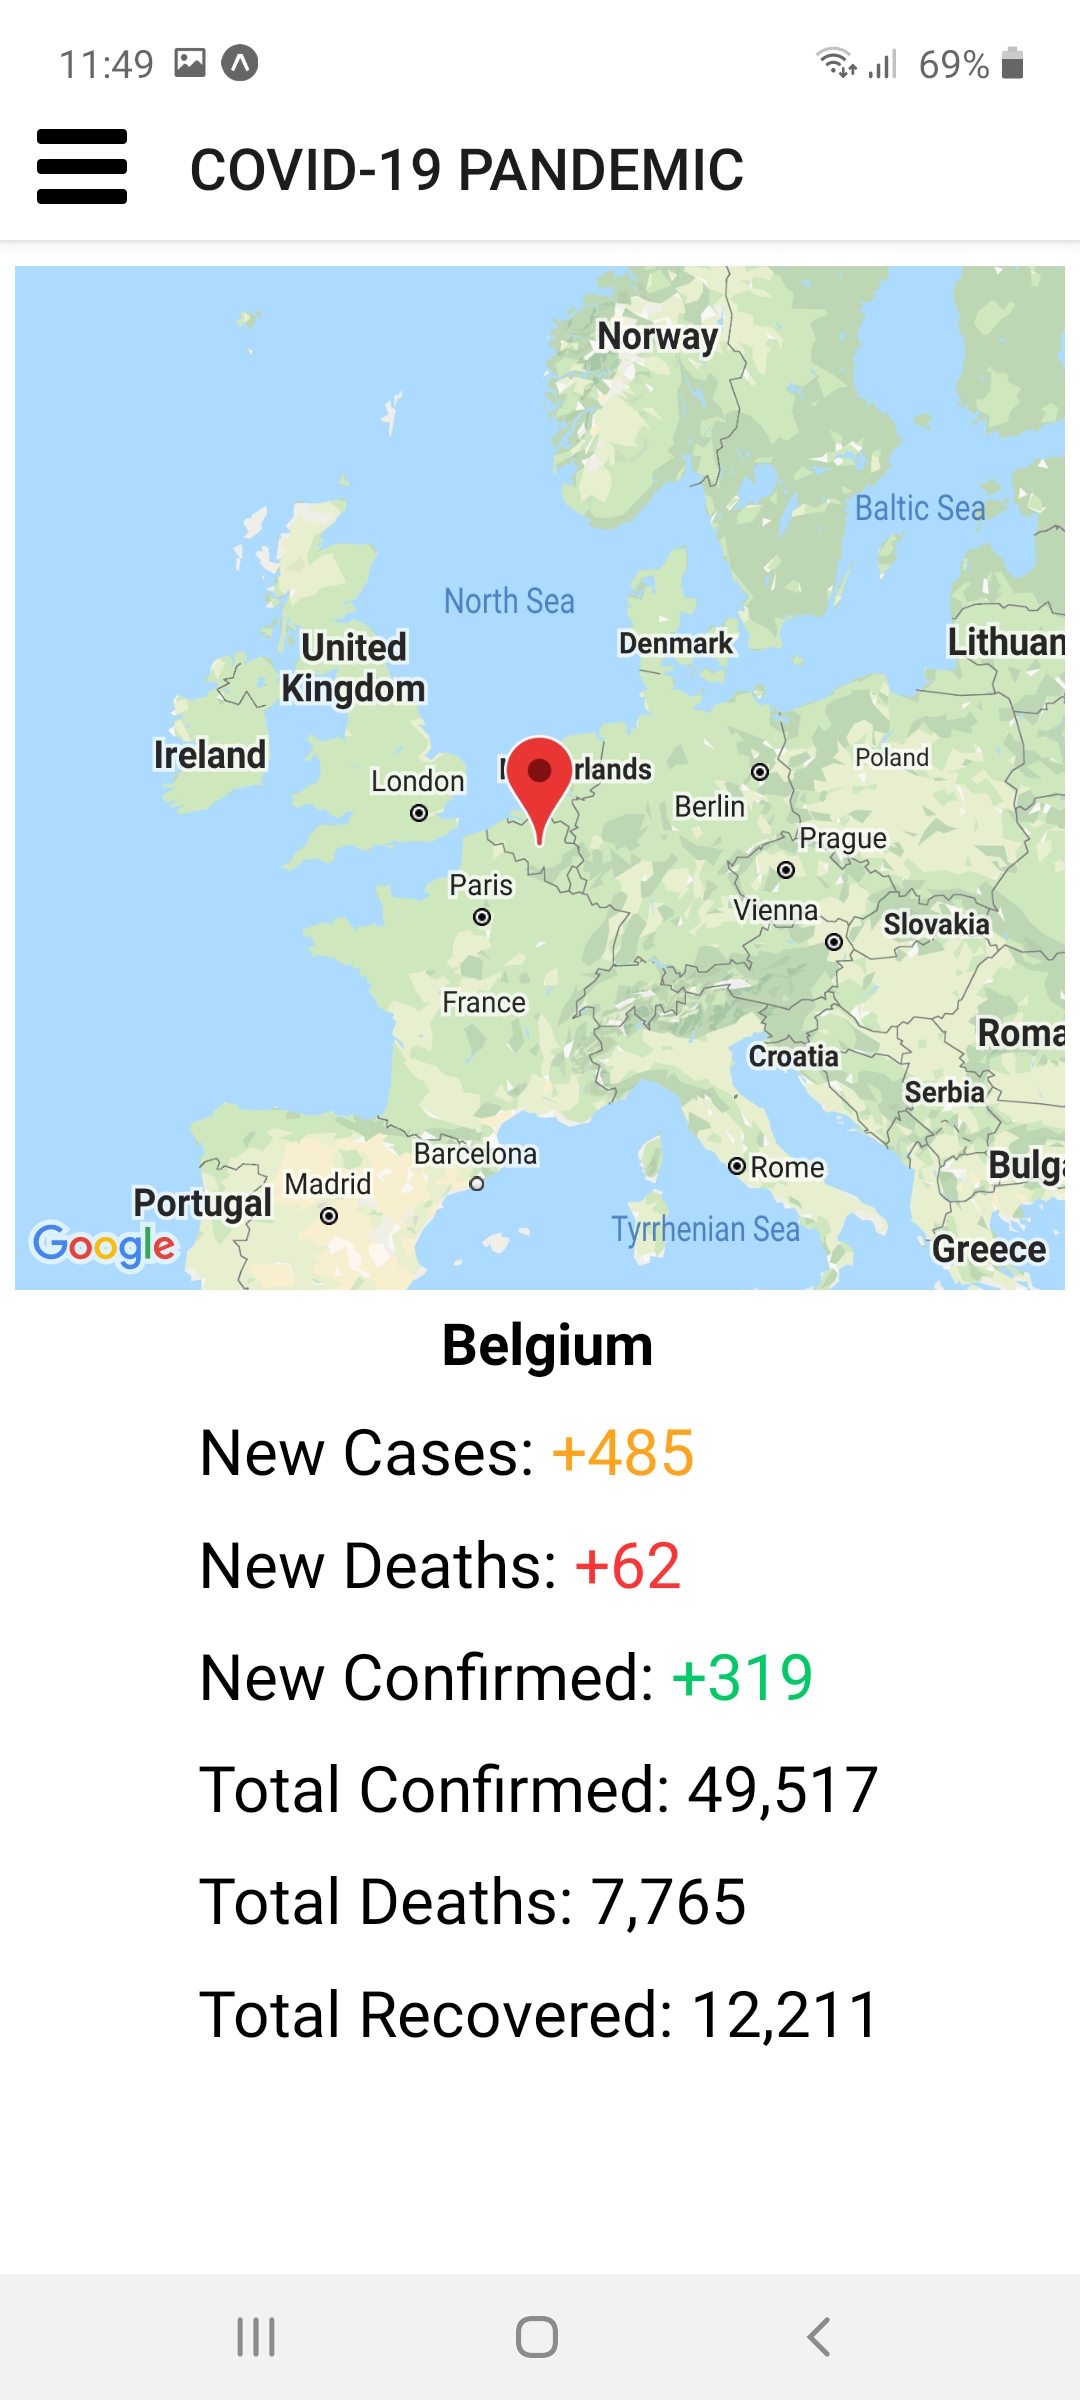 11:49
69%
COVID-19 PANDEMIC
Norway
Baltic Sea
North Sea
United
Kingdom
Denmark
Lithuan
Ireland
London
rlands
Poland
Berlin
Prague
Paris
Vienna
Slovakia
France
Roma
Croatia
Serbia
Barcelona
Rome
Bulga
Madrid
Portugal
Tyrrhenian Sea
Google
Greece
Belgium
New Cases: +485
New Deaths: +62
New Confirmed: +319
Total Confirmed: 49,517
Total Deaths: 7,765
Total Recovered: 12,211